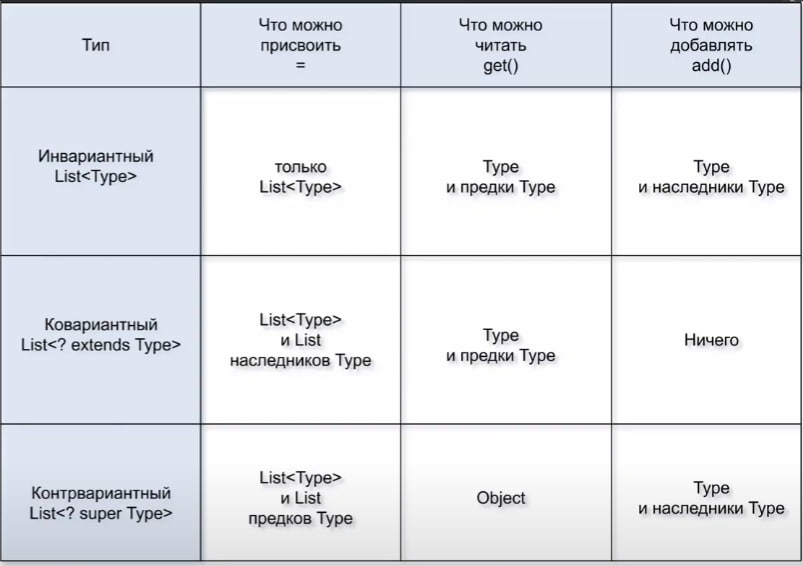 Тип
Что можно
присвоить
=
Что можно
читать
get()
Что можно
добавлять
add()
Инвариантный
List<Type>
только
List<Type>
Type
и предки Type
Type
и наследники Type
Ковариантный
List<? extends Type>
List<Type>
и List
наследников Type
Type
и предки Type
Ничего
Контрвариантный
List<? super Type>
List<Type>
и List
предков Type
Object
Type
и наследники Type